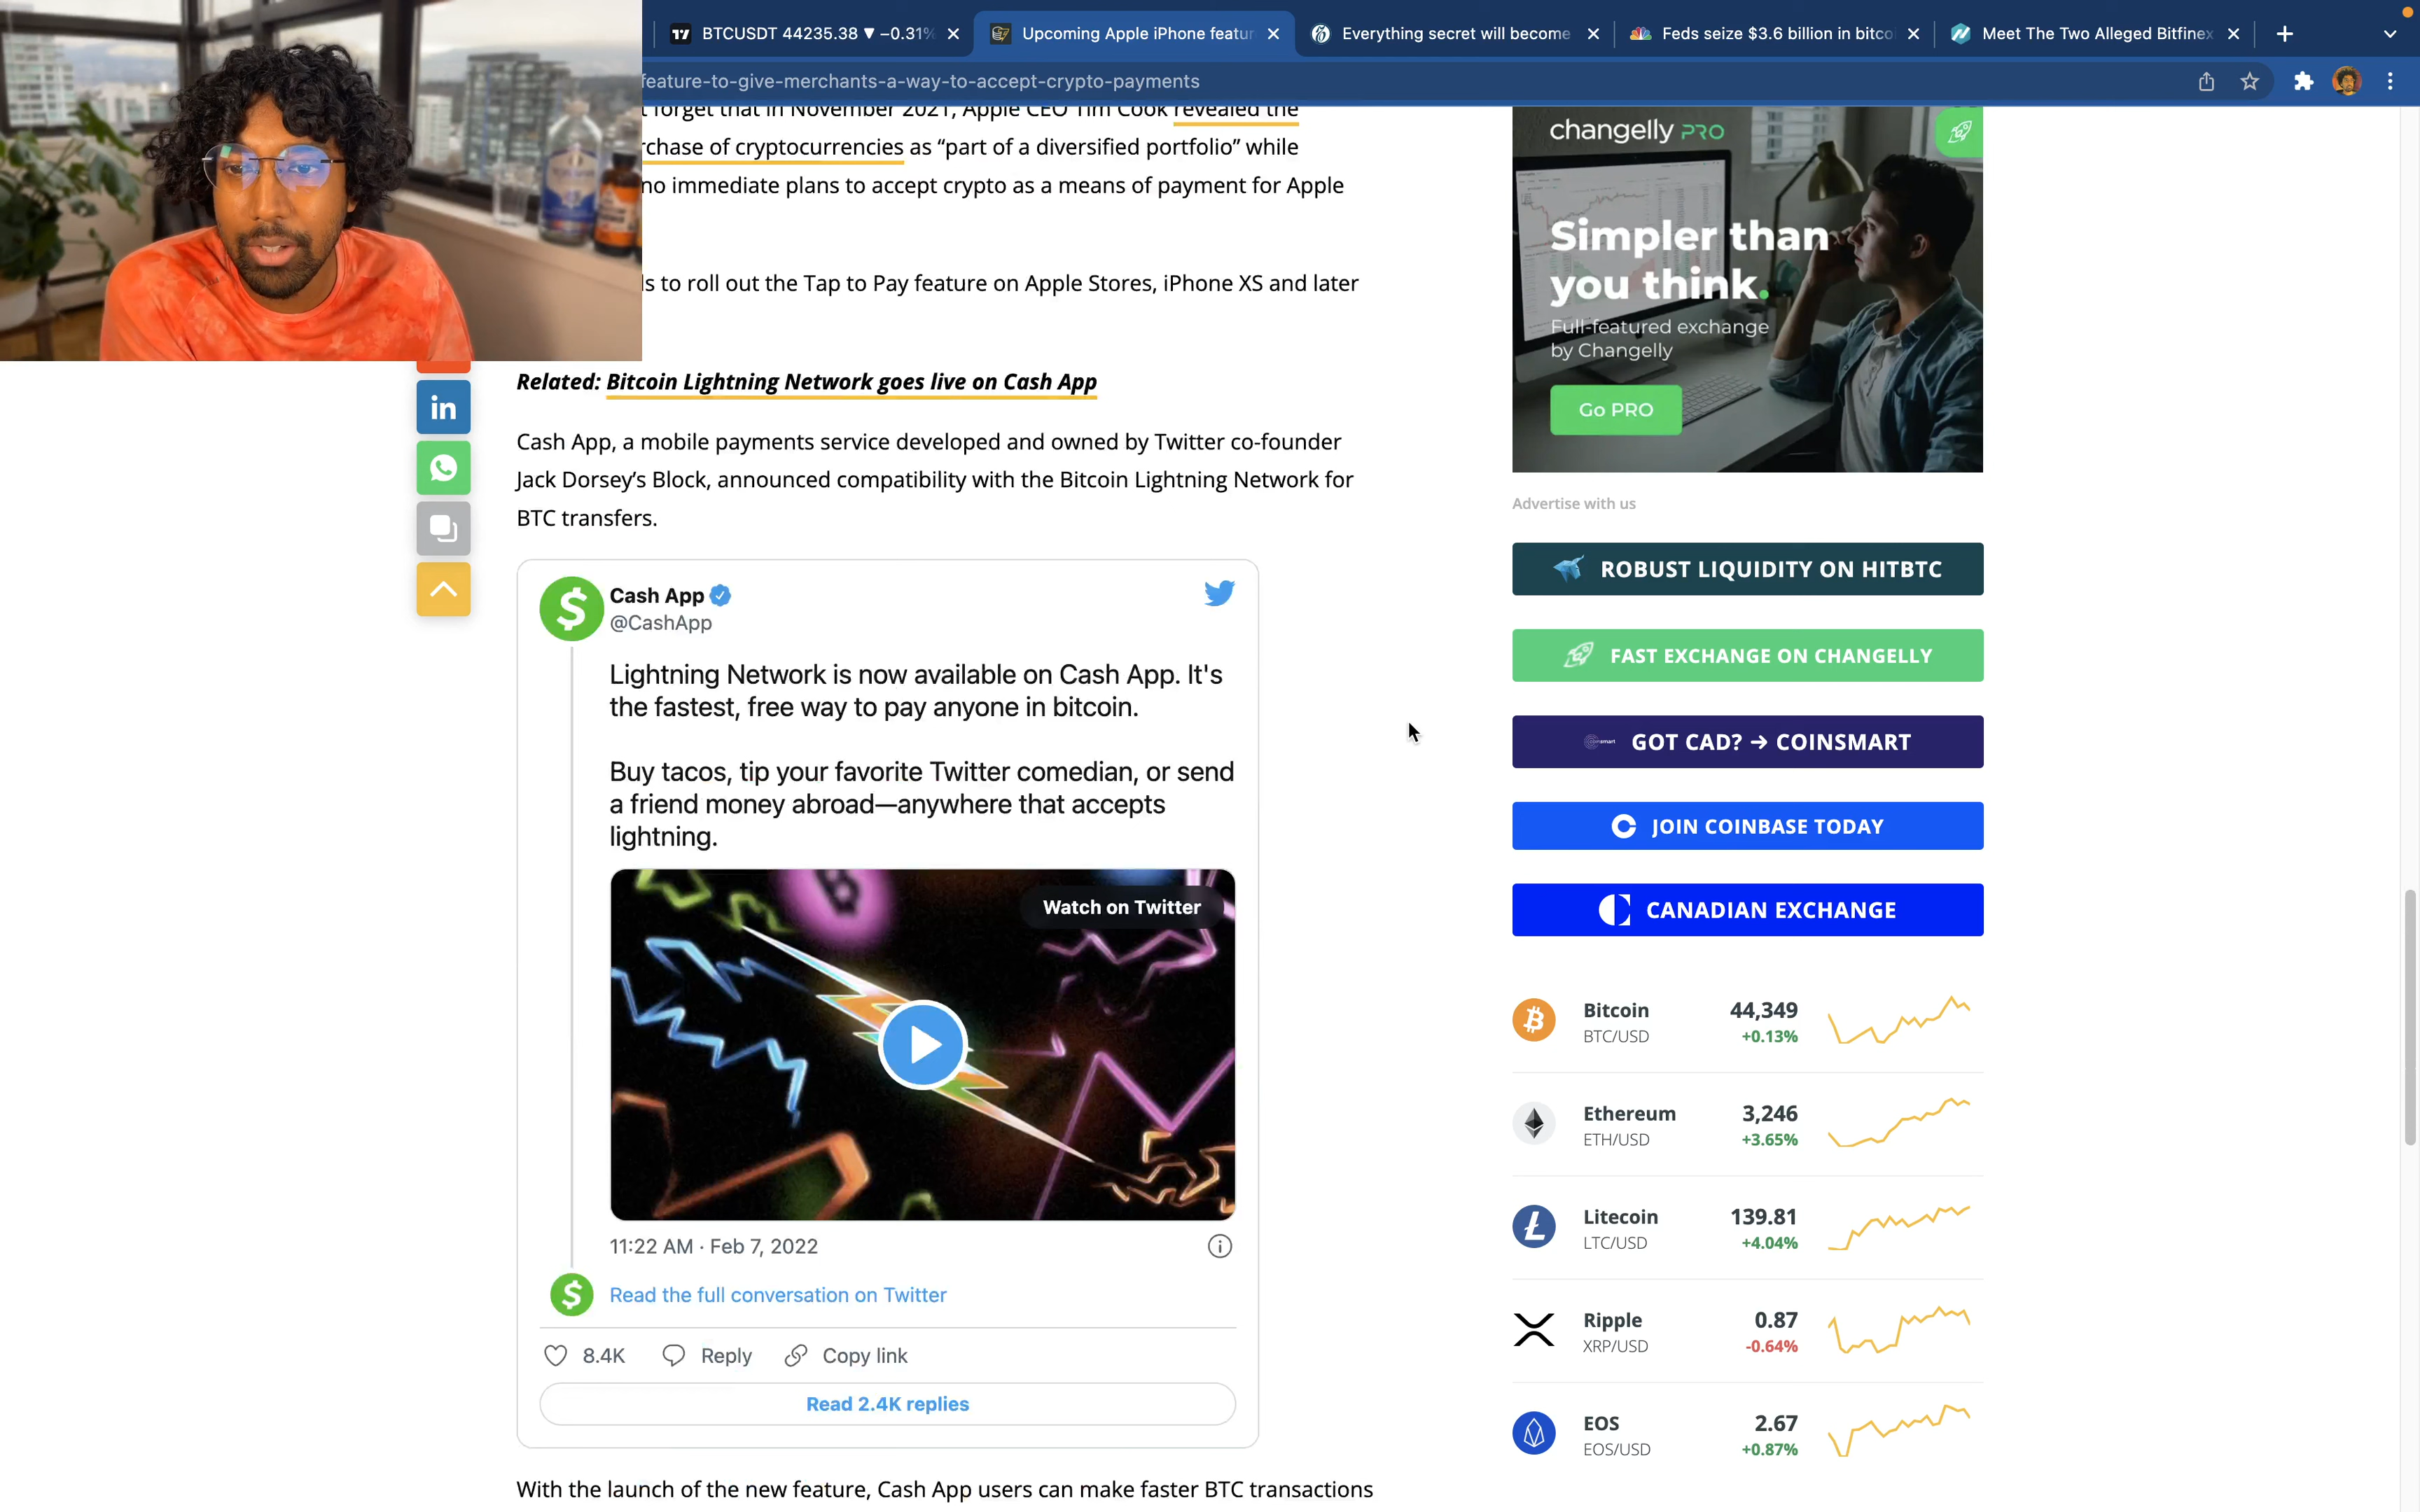 BTCUSDT 44235.38 ▼ −0.31%
Upcoming Apple iPhone featur
Everything secret will become
Feds seize $3.6 billion in bitco
Meet The Two Alleged Bitfinex
feature-to-give-merchants-a-way-to-accept-crypto-payments
t forget that in November 2021, Apple CEO Tim Cook revealed the
rchase of cryptocurrencies as “part of a diversified portfolio” while
no immediate plans to accept crypto as a means of payment for Apple
ls to roll out the Tap to Pay feature on Apple Stores, iPhone XS and later
Related: Bitcoin Lightning Network goes live on Cash App
Cash App, a mobile payments service developed and owned by Twitter co-founder
Jack Dorsey’s Block, announced compatibility with the Bitcoin Lightning Network for
BTC transfers.
Cash App
@CashApp
Lightning Network is now available on Cash App. It's
the fastest, free way to pay anyone in bitcoin.
Buy tacos, tip your favorite Twitter comedian, or send
a friend money abroad—anywhere that accepts
lightning.
Watch on Twitter
11:22 AM · Feb 7, 2022
Read the full conversation on Twitter
8.4K Reply Copy link
Read 2.4K replies
With the launch of the new feature, Cash App users can make faster BTC transactions
changelly PRO
Simpler than
you think.
Full-featured exchange
by Changelly
Go PRO
Advertise with us
ROBUST LIQUIDITY ON HITBTC
FAST EXCHANGE ON CHANGELLY
GOT CAD? → COINSMART
JOIN COINBASE TODAY
CANADIAN EXCHANGE
Bitcoin 44,349
BTC/USD +0.13%
Ethereum 3,246
ETH/USD +3.65%
Litecoin 139.81
LTC/USD +4.04%
Ripple 0.87
XRP/USD -0.64%
EOS 2.67
EOS/USD +0.87%